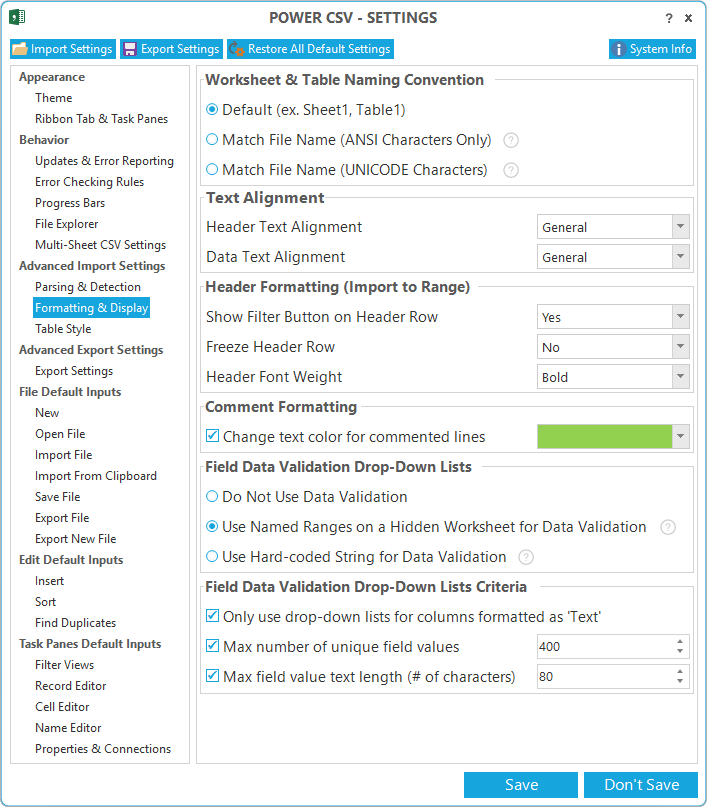 POWER CSV - SETTINGS
? x
Import Settings Export Settings Restore All Default Settings System Info
Appearance
Theme
Ribbon Tab & Task Panes
Behavior
Updates & Error Reporting
Error Checking Rules
Progress Bars
File Explorer
Multi-Sheet CSV Settings
Advanced Import Settings
Parsing & Detection
Formatting & Display
Table Style
Advanced Export Settings
Export Settings
File Default Inputs
New
Open File
Import File
Import From Clipboard
Save File
Export File
Export New File
Edit Default Inputs
Insert
Sort
Find Duplicates
Task Panes Default Inputs
Filter Views
Record Editor
Cell Editor
Name Editor
Properties & Connections
Worksheet & Table Naming Convention
Default (ex. Sheet1, Table1)
Match File Name (ANSI Characters Only) ?
Match File Name (UNICODE Characters) ?
Text Alignment
Header Text Alignment General
Data Text Alignment General
Header Formatting (Import to Range)
Show Filter Button on Header Row Yes
Freeze Header Row No
Header Font Weight Bold
Comment Formatting
Change text color for commented lines
Field Data Validation Drop-Down Lists
Do Not Use Data Validation
Use Named Ranges on a Hidden Worksheet for Data Validation ?
Use Hard-coded String for Data Validation ?
Field Data Validation Drop-Down Lists Criteria
Only use drop-down lists for columns formatted as 'Text'
Max number of unique field values 400
Max field value text length (# of characters) 80
Save Don't Save